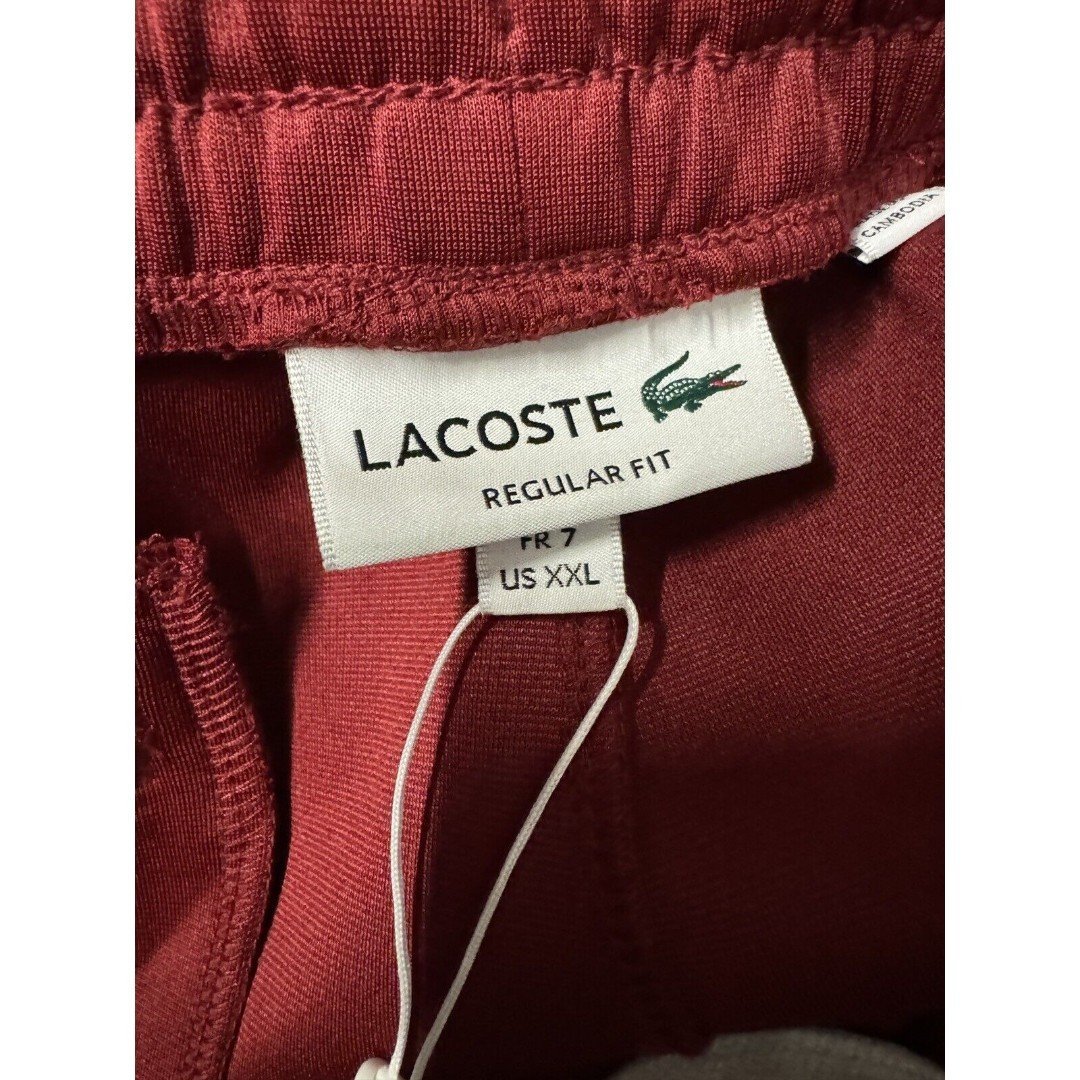 CAMBODIA
LACOSTE
REGULAR FIT
FR 7
US XXL